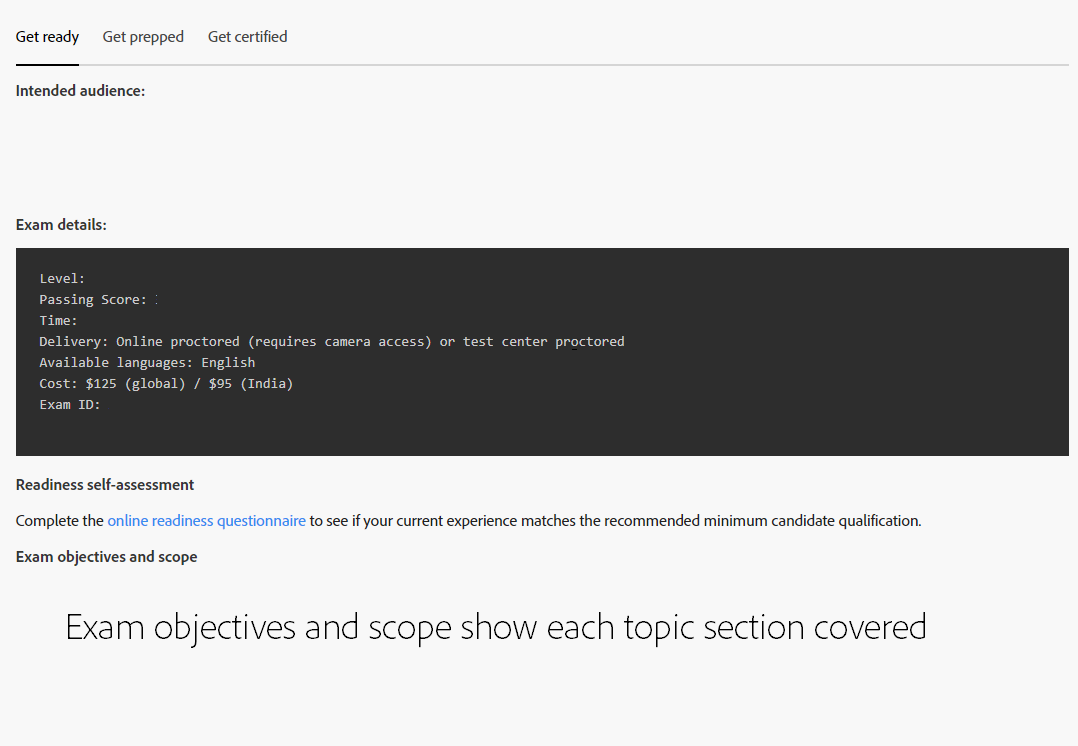 Get ready Get prepped Get certified
Intended audience:
Exam details:
Level:
Passing Score:
Time:
Delivery: Online proctored (requires camera access) or test center proctored
Available languages: English
Cost: $125 (global) / $95 (India)
Exam ID:
Readiness self-assessment
Complete the online readiness questionnaire to see if your current experience matches the recommended minimum candidate qualification.
Exam objectives and scope
Exam objectives and scope show each topic section covered